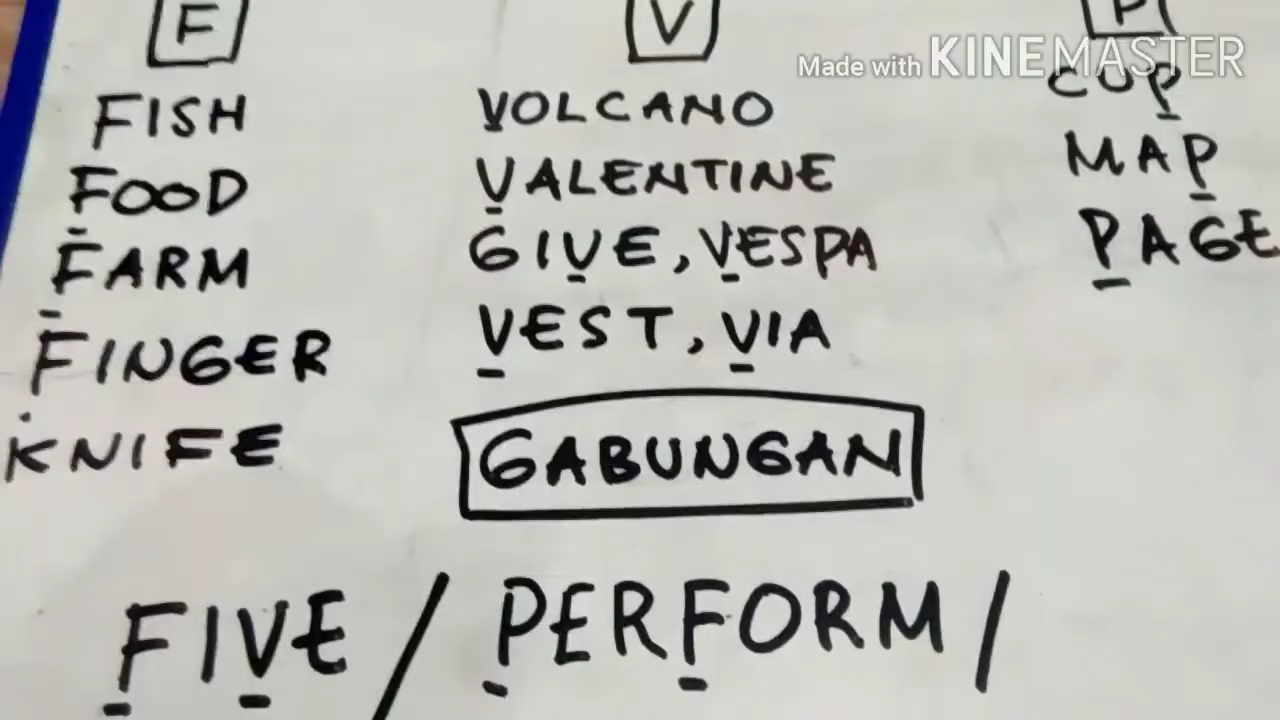 F
V
P
Made with KINEMASTER
FISH
FOOD
FARM
FINGER
KNIFE
VOLCANO
VALENTINE
GIVE, VESPA
VEST, VIA
CUP
MAP
PAGE
GABUNGAN
FIVE / PERFORM /